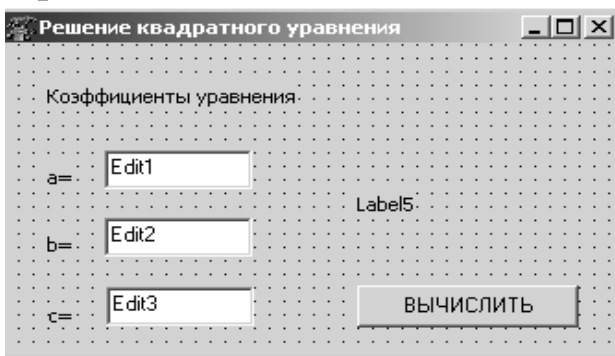 Решение квадратного уравнения
Коэффициенты уравнения
a= Edit1
Label5
b= Edit2
c= Edit3
ВЫЧИСЛИТЬ